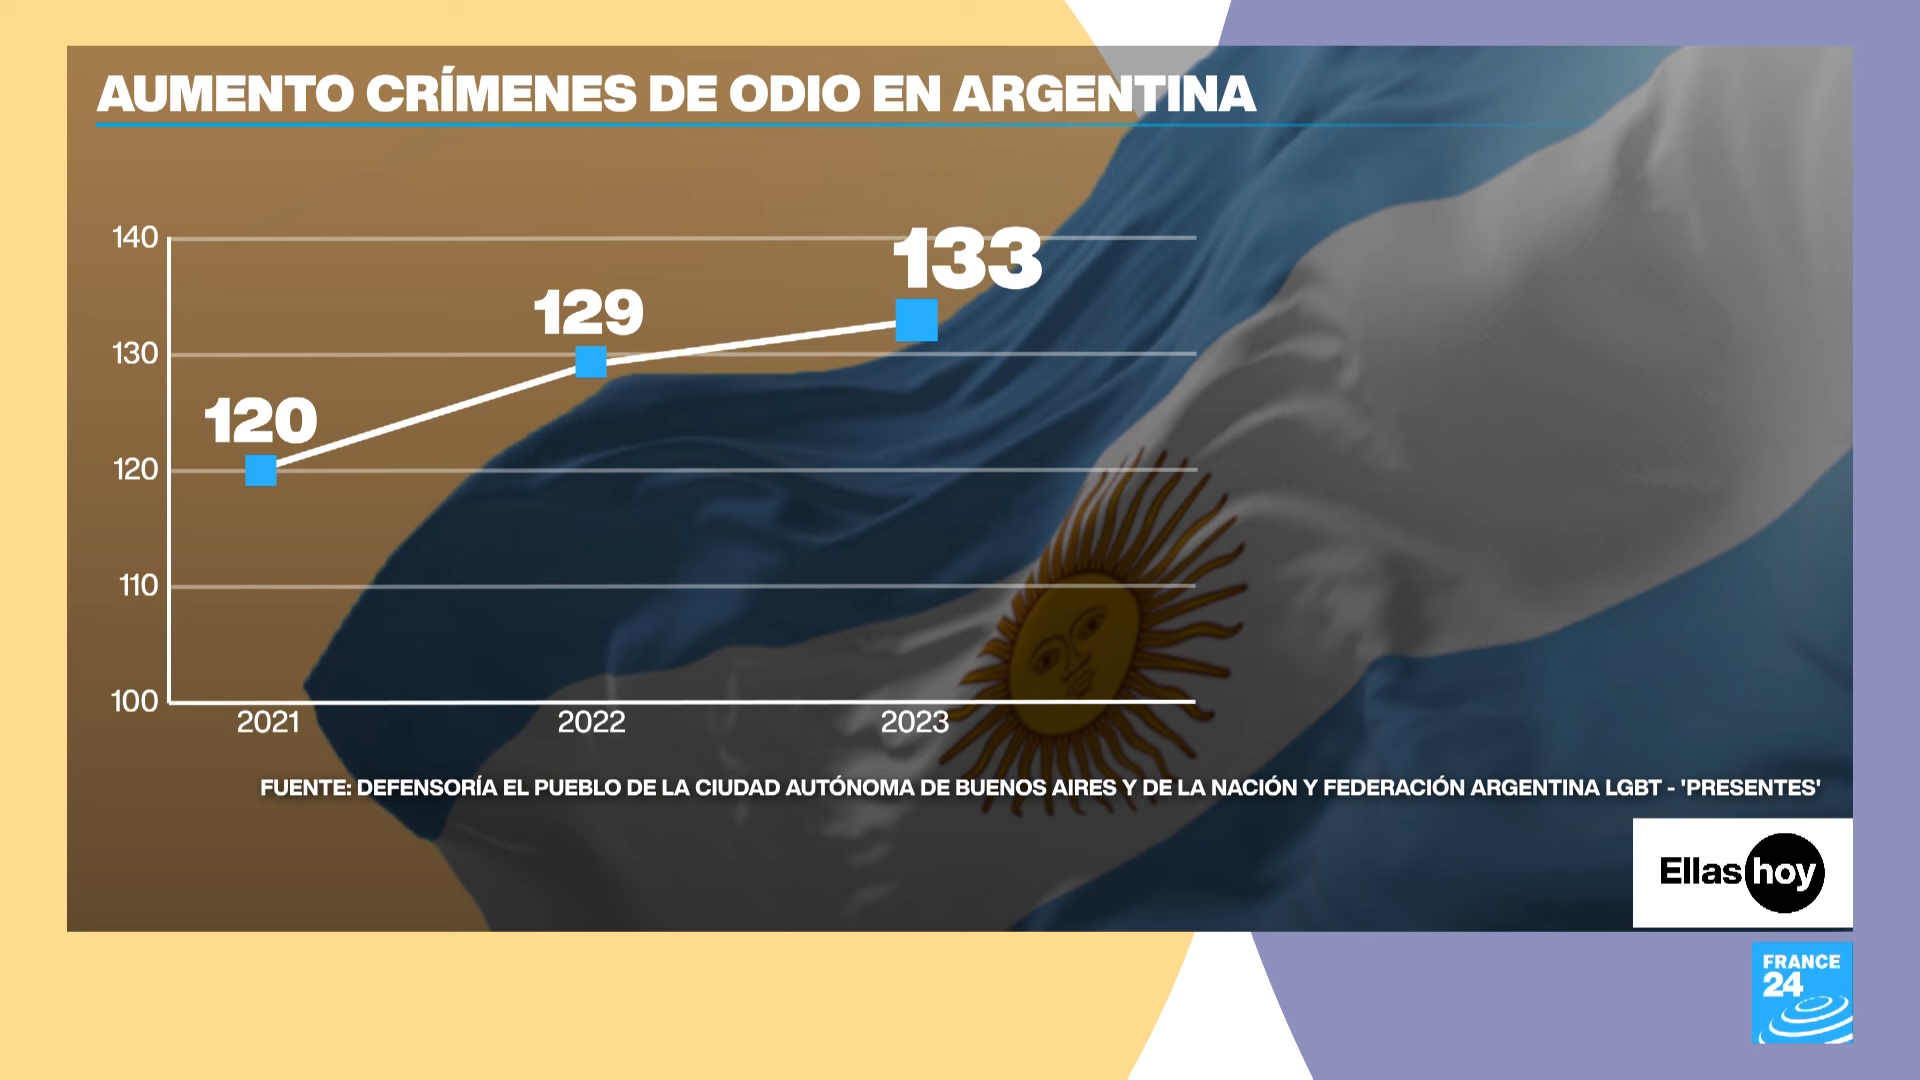 AUMENTO CRÍMENES DE ODIO EN ARGENTINA
140
133
129
130
120
120
110
100
2021 2022 2023
FUENTE: DEFENSORÍA EL PUEBLO DE LA CIUDAD AUTÓNOMA DE BUENOS AIRES Y DE LA NACIÓN Y FEDERACIÓN ARGENTINA LGBT - 'PRESENTES'
Ellas hoy
FRANCE
24